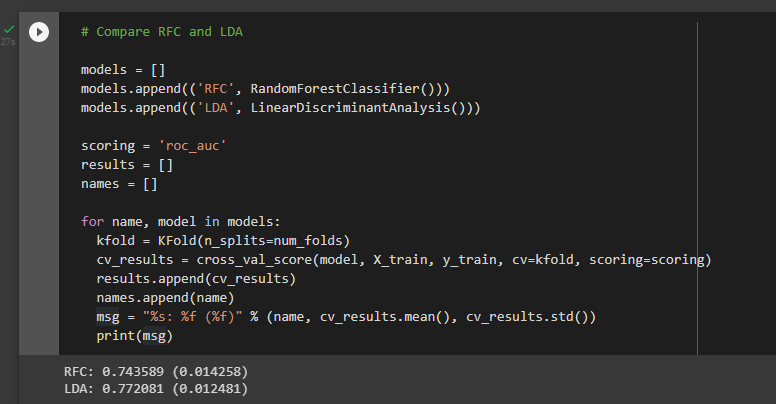 27s
# Compare RFC and LDA
models = []
models.append(('RFC', RandomForestClassifier()))
models.append(('LDA', LinearDiscriminantAnalysis()))
scoring = 'roc_auc'
results = []
names = []
for name, model in models:
  kfold = KFold(n_splits=num_folds)
  cv_results = cross_val_score(model, X_train, y_train, cv=kfold, scoring=scoring)
  results.append(cv_results)
  names.append(name)
  msg = "%s: %f (%f)" % (name, cv_results.mean(), cv_results.std())
  print(msg)
RFC: 0.743589 (0.014258)
LDA: 0.772081 (0.012481)